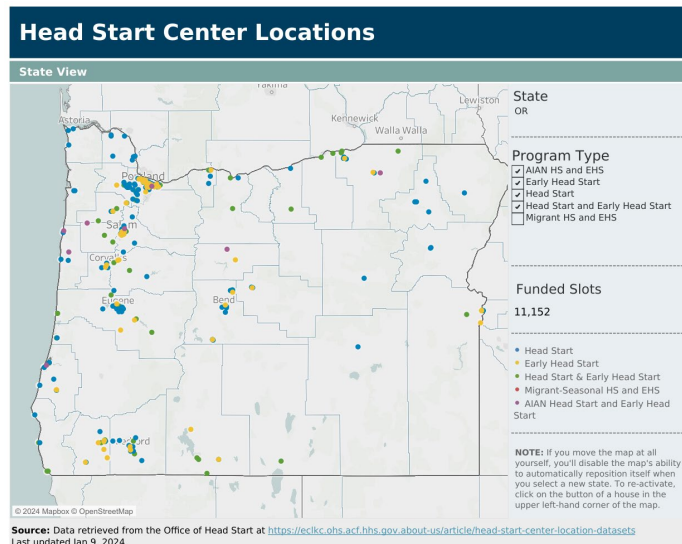 Head Start Center Locations
State View
Yakima
Lewiston
Astoria
Kennewick
Walla Walla
Portland
Salem
Corvallis
Eugene
Bend
Medford
© 2024 Mapbox © OpenStreetMap
State
OR
Program Type
AIAN HS and EHS
Early Head Start
Head Start
Head Start and Early Head Start
Migrant HS and EHS
Funded Slots
11,152
Head Start
Early Head Start
Head Start & Early Head Start
Migrant-Seasonal HS and EHS
AIAN Head Start and Early Head
Start
NOTE: If you move the map at all
yourself, you'll disable the map's ability
to automatically reposition itself when
you select a new state. To re-activate,
click on the button of a house in the
upper left-hand corner of the map.
Source: Data retrieved from the Office of Head Start at https://eclkc.ohs.acf.hhs.gov.about-us/article/head-start-center-location-datasets
Last updated Jan 9, 2024